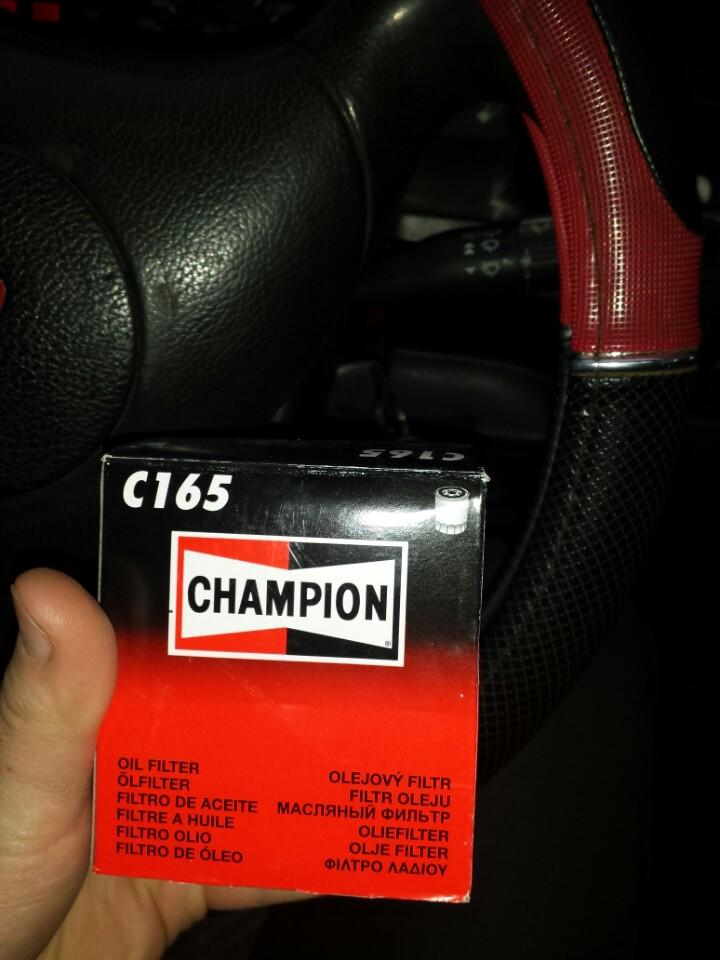 C165
C165
CHAMPION
®
OIL FILTER
ÖLFILTER
FILTRO DE ACEITE
FILTRE A HUILE
FILTRO OLIO
FILTRO DE ÓLEO
OLEJOVÝ FILTR
FILTR OLEJU
МАСЛЯНЫЙ ФИЛЬТР
OLIEFILTER
OLJE FILTER
ΦΙΛΤΡΟ ΛΑΔΙΟΥ